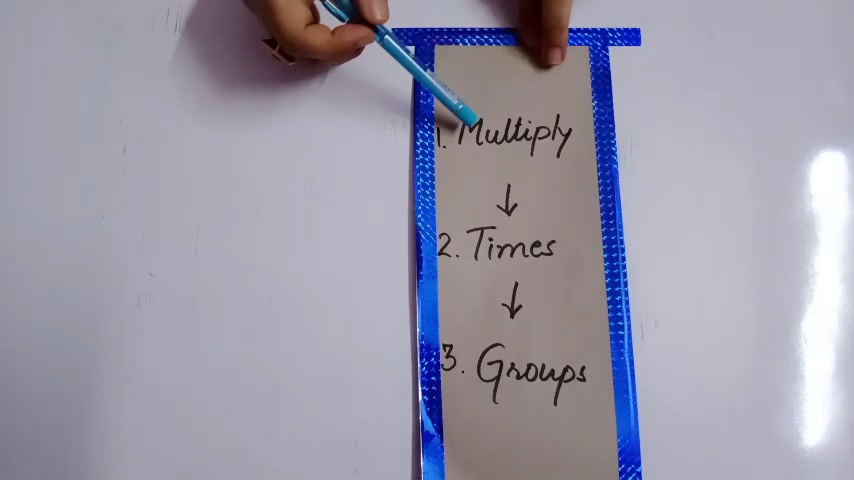 1. Multiply
↓
2. Times
↓
3. Groups